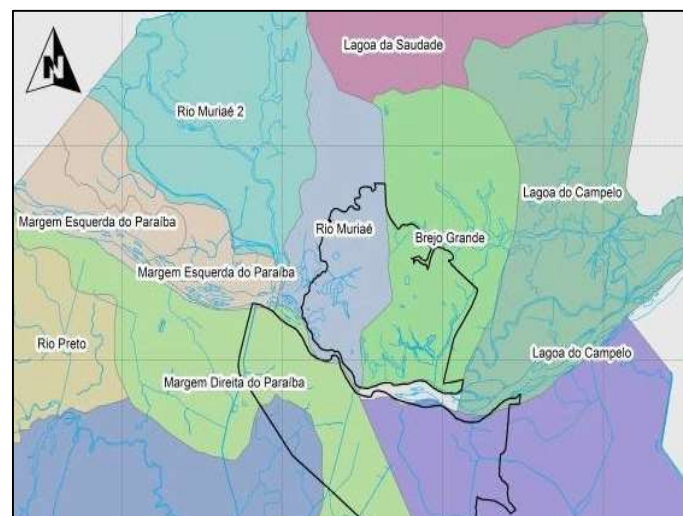 Lagoa da Saudade
N
Rio Muriaé 2
Lagoa do Campelo
Margem Esquerda do Paraíba
Rio Muriaé
Brejo Grande
Margem Esquerda do Paraíba
Rio Preto
Lagoa do Campelo
Margem Direita do Paraíba